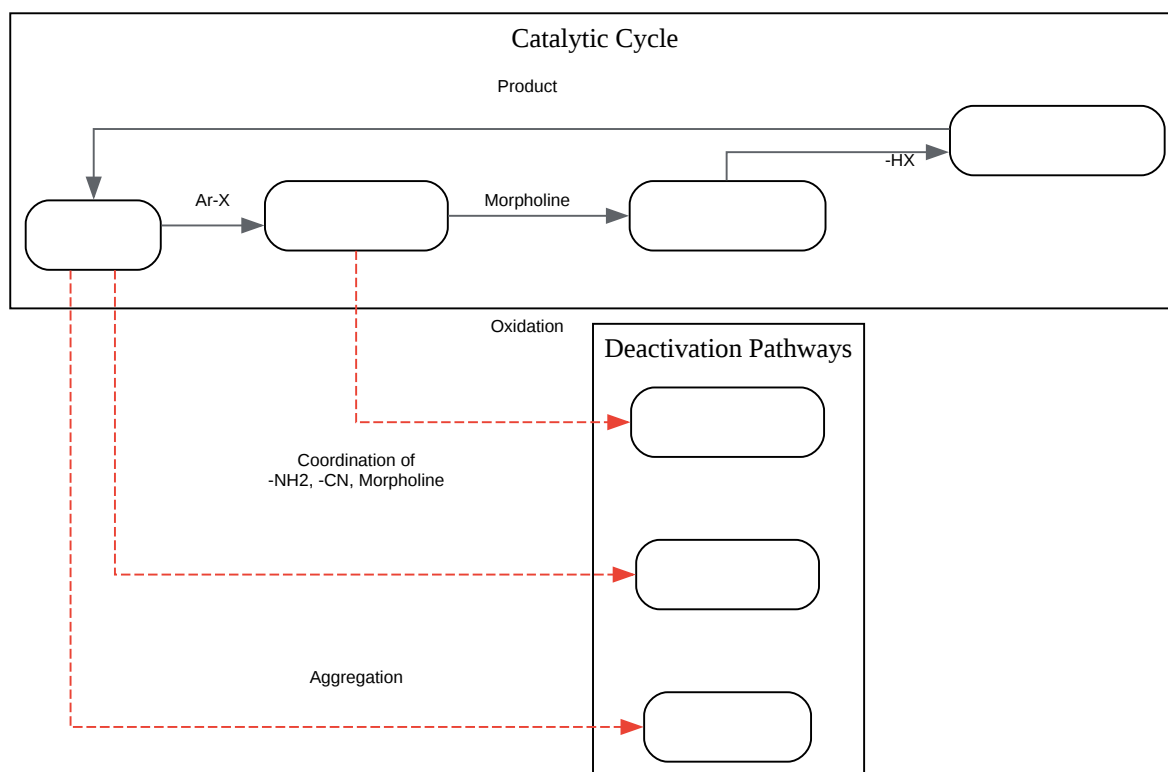 Catalytic Cycle
Product
-HX
Ar-X
Morpholine
Oxidation
Deactivation Pathways
Coordination of
-NH2, -CN, Morpholine
Aggregation